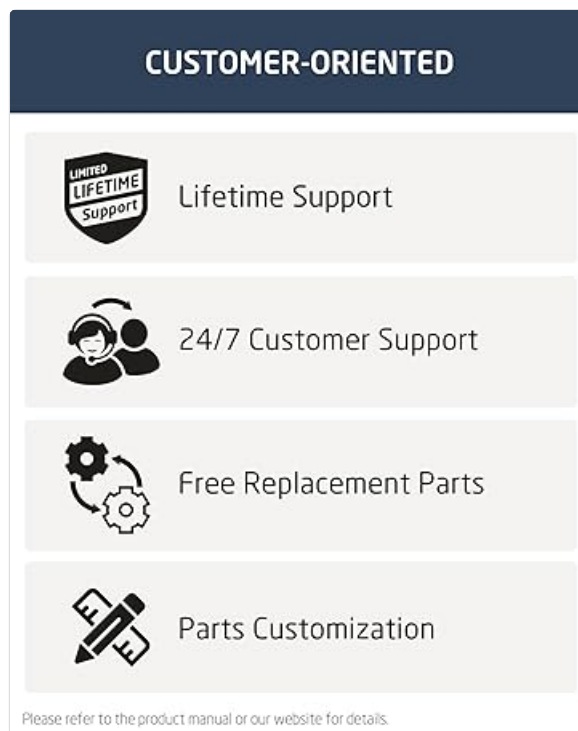 CUSTOMER-ORIENTED
LIMITED
LIFETIME
Support
Lifetime Support
24/7 Customer Support
Free Replacement Parts
Parts Customization
Please refer to the product manual or our website for details.